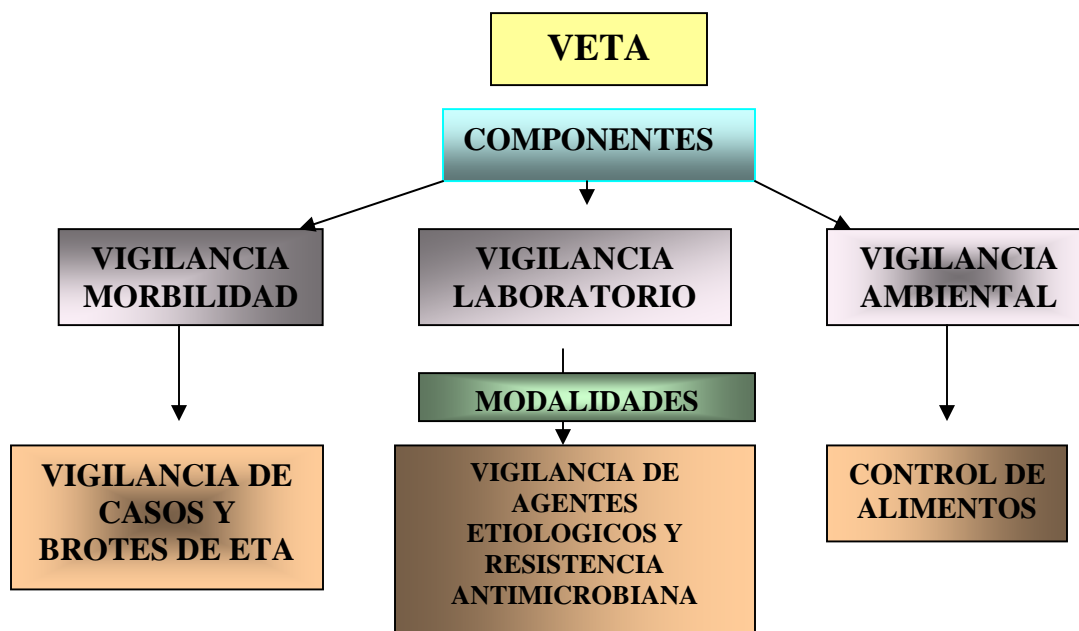 VETA
COMPONENTES
VIGILANCIA
MORBILIDAD
VIGILANCIA
LABORATORIO
VIGILANCIA
AMBIENTAL
MODALIDADES
VIGILANCIA DE
CASOS Y
BROTES DE ETA
VIGILANCIA DE
AGENTES
ETIOLOGICOS Y
RESISTENCIA
ANTIMICROBIANA
CONTROL DE
ALIMENTOS